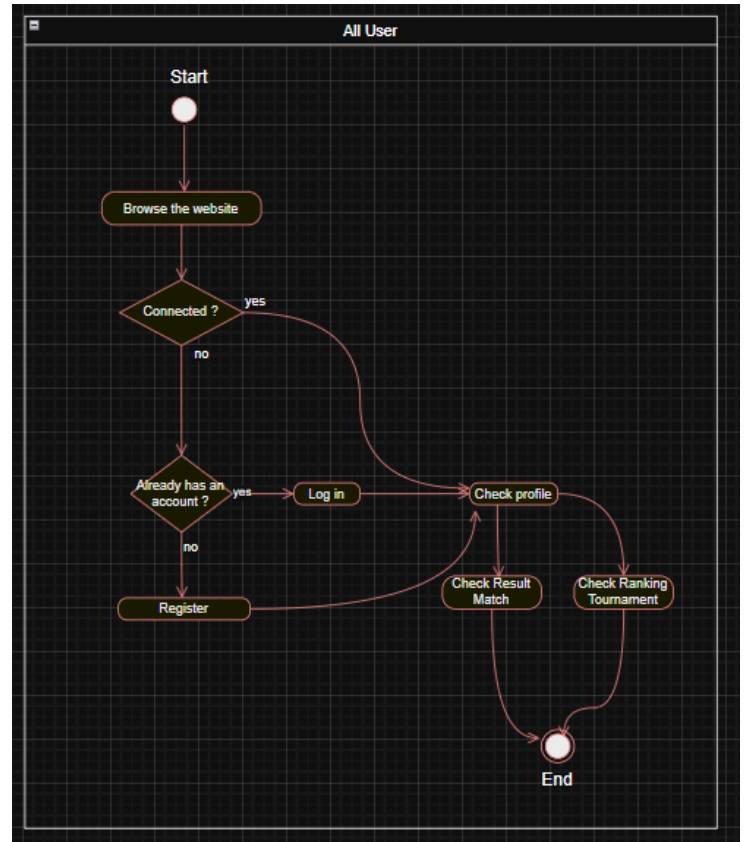 All User
Start
Browse the website
Connected ?
yes
no
Already has an
account ?
yes
Log in
Check profile
no
Register
Check Result
Match
Check Ranking
Tournament
End